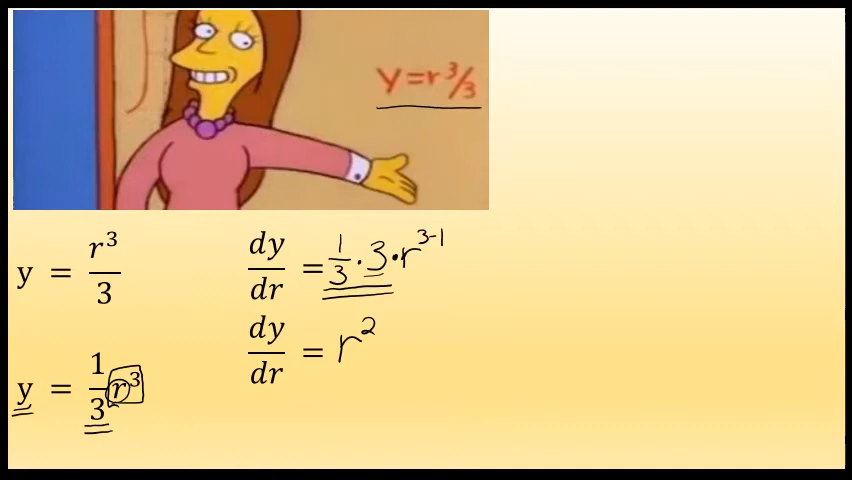 y=r³/3
y = r³/3
dy/dr = 1/3 · 3 · r³⁻¹
dy/dr = r²
y = 1/3 r³